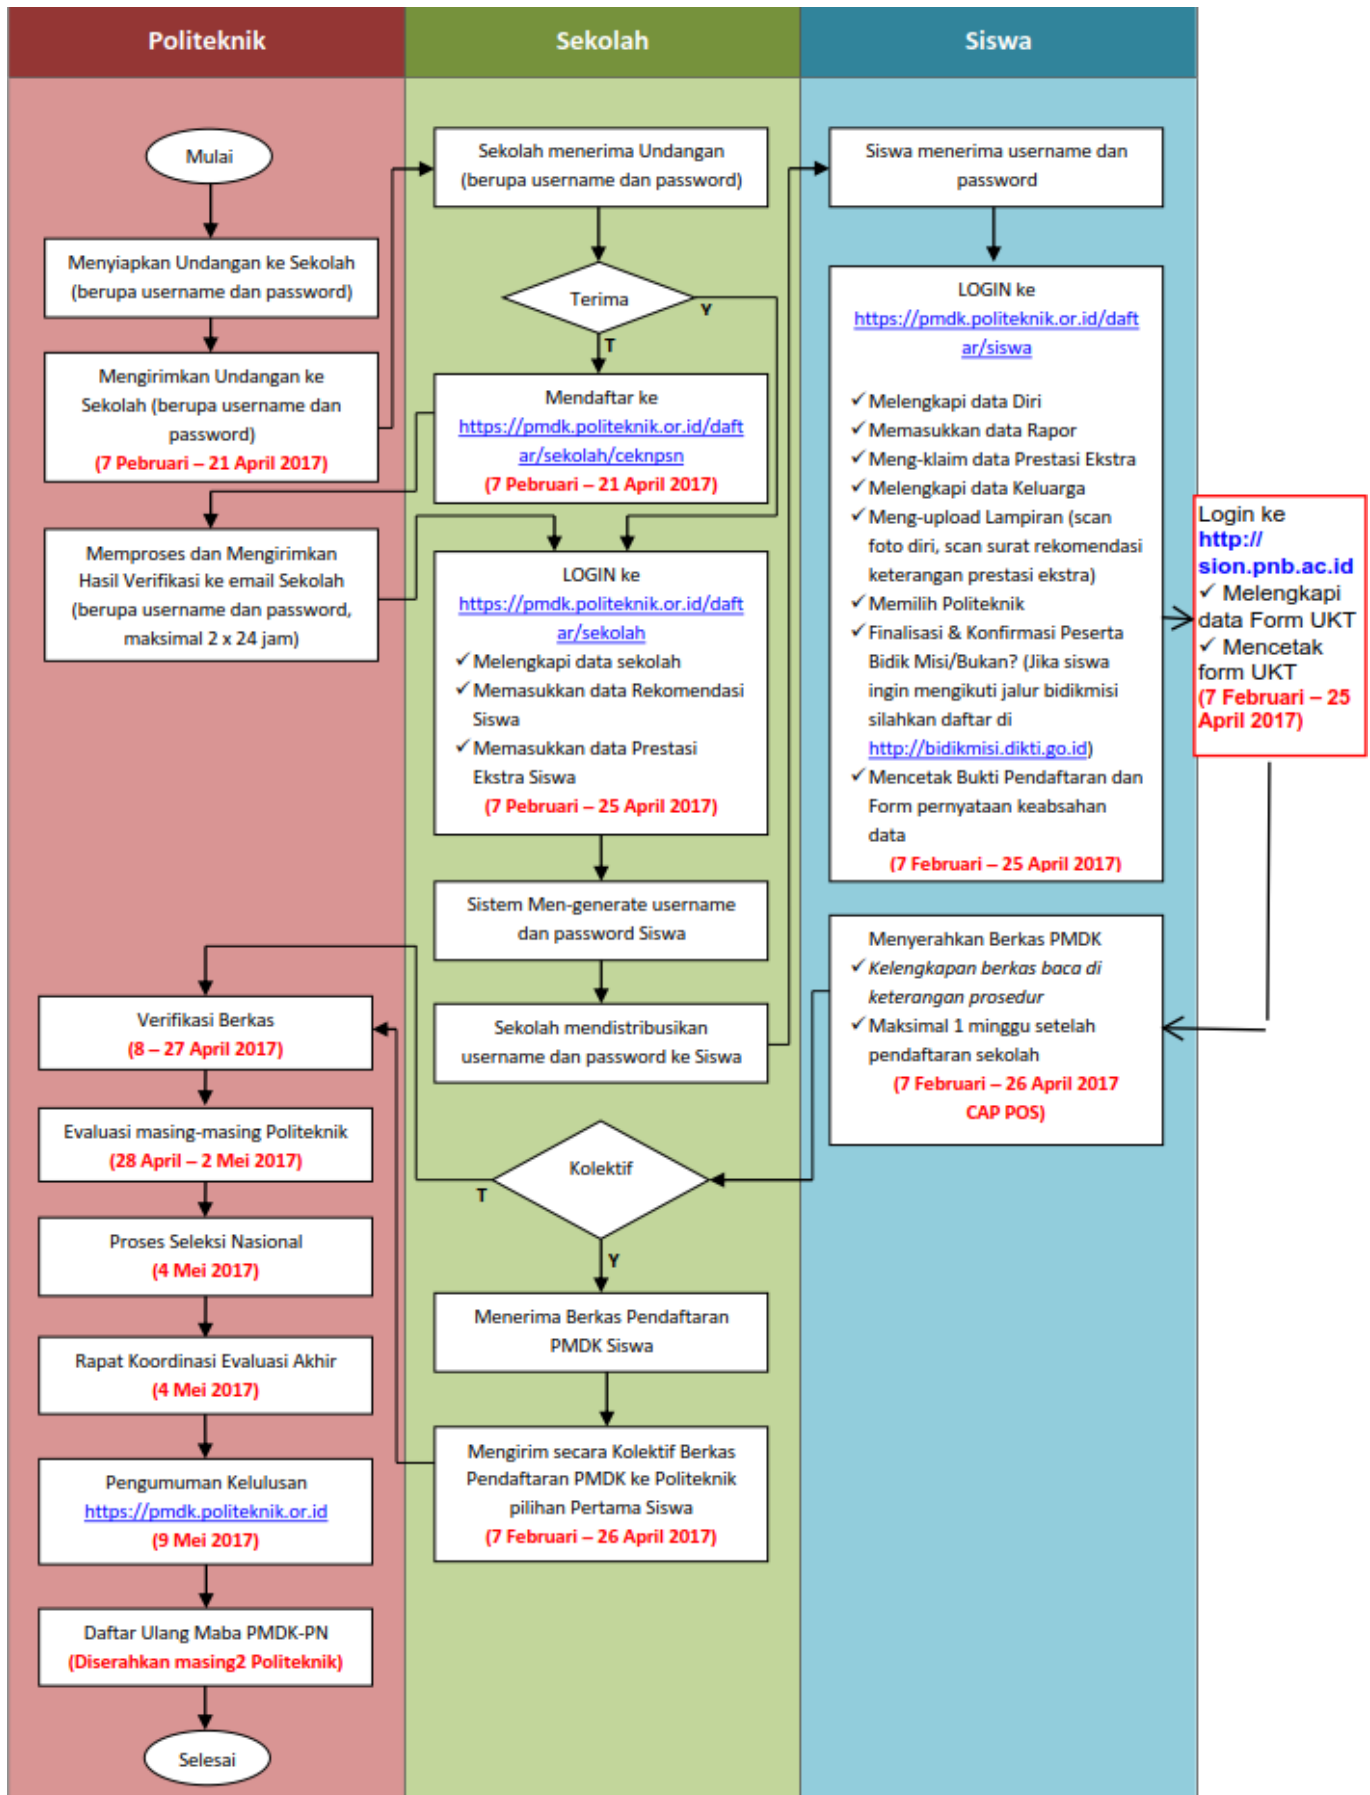 Politeknik
Sekolah
Siswa
Mulai
Menyiapkan Undangan ke Sekolah
(berupa username dan password)
Mengirimkan Undangan ke
Sekolah (berupa username dan
password)
(7 Pebruari – 21 April 2017)
Memproses dan Mengirimkan
Hasil Verifikasi ke email Sekolah
(berupa username dan password,
maksimal 2 x 24 jam)
Verifikasi Berkas
(8 – 27 April 2017)
Evaluasi masing-masing Politeknik
(28 April – 2 Mei 2017)
Proses Seleksi Nasional
(4 Mei 2017)
Rapat Koordinasi Evaluasi Akhir
(4 Mei 2017)
Pengumuman Kelulusan
https://pmdk.politeknik.or.id
(9 Mei 2017)
Daftar Ulang Maba PMDK-PN
(Diserahkan masing2 Politeknik)
Selesai
Sekolah menerima Undangan
(berupa username dan password)
Terima
Y
T
Mendaftar ke
https://pmdk.politeknik.or.id/daft
ar/sekolah/ceknpsn
(7 Pebruari – 21 April 2017)
LOGIN ke
https://pmdk.politeknik.or.id/daft
ar/sekolah
✓ Melengkapi data sekolah
✓ Memasukkan data Rekomendasi
Siswa
✓ Memasukkan data Prestasi
Ekstra Siswa
(7 Pebruari – 25 April 2017)
Sistem Men-generate username
dan password Siswa
Sekolah mendistribusikan
username dan password ke Siswa
Kolektif
T
Y
Menerima Berkas Pendaftaran
PMDK Siswa
Mengirim secara Kolektif Berkas
Pendaftaran PMDK ke Politeknik
pilihan Pertama Siswa
(7 Februari – 26 April 2017)
Siswa menerima username dan
password
LOGIN ke
https://pmdk.politeknik.or.id/daft
ar/siswa
✓ Melengkapi data Diri
✓ Memasukkan data Rapor
✓ Meng-klaim data Prestasi Ekstra
✓ Melengkapi data Keluarga
✓ Meng-upload Lampiran (scan
foto diri, scan surat rekomendasi
keterangan prestasi ekstra)
✓ Memilih Politeknik
✓ Finalisasi & Konfirmasi Peserta
Bidik Misi/Bukan? (Jika siswa
ingin mengikuti jalur bidikmisi
silahkan daftar di
http://bidikmisi.dikti.go.id)
✓ Mencetak Bukti Pendaftaran dan
Form pernyataan keabsahan
data
(7 Februari – 25 April 2017)
Menyerahkan Berkas PMDK
✓ Kelengkapan berkas baca di
keterangan prosedur
✓ Maksimal 1 minggu setelah
pendaftaran sekolah
(7 Februari – 26 April 2017
CAP POS)
Login ke
http://
sion.pnb.ac.id
✓ Melengkapi
data Form UKT
✓ Mencetak
form UKT
(7 Februari – 25
April 2017)